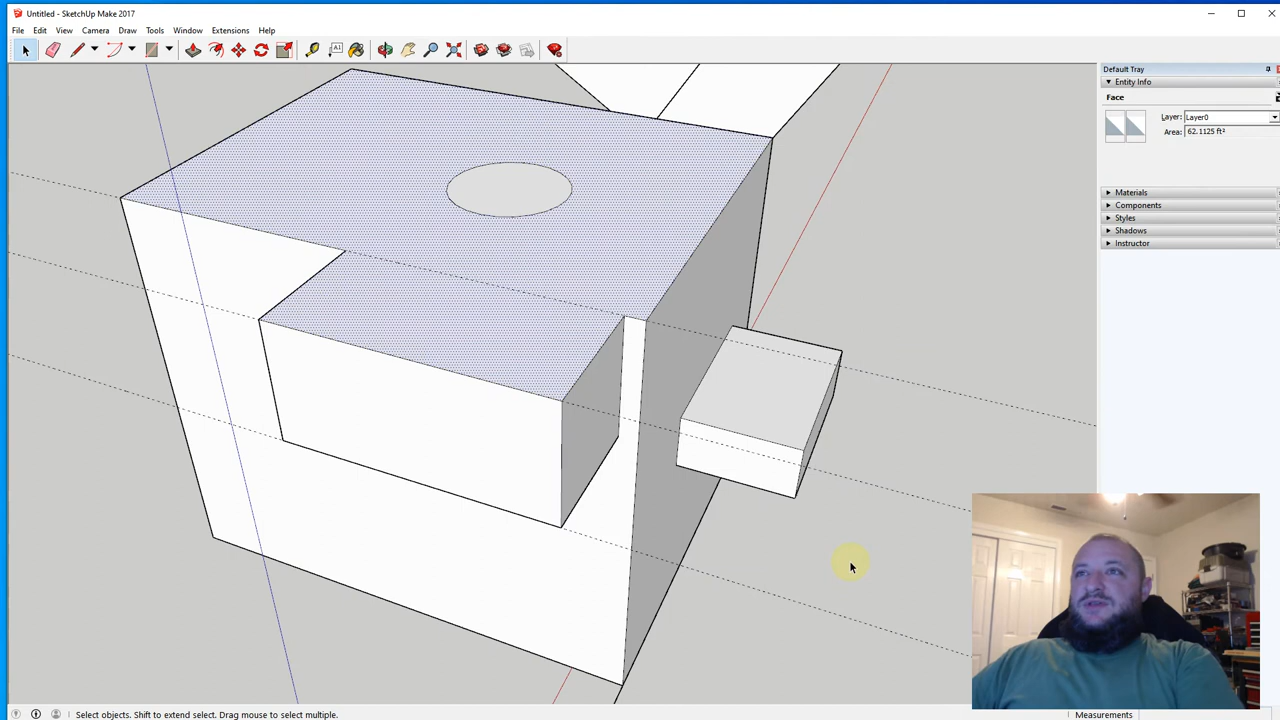 Untitled - SketchUp Make 2017
File Edit View Camera Draw Tools Window Extensions Help
A1
Default Tray
Entity Info
Face
Layer: Layer0
Area: 62.1125 ft²
Materials
Components
Styles
Shadows
Instructor
Select objects. Shift to extend select. Drag mouse to select multiple.
Measurements